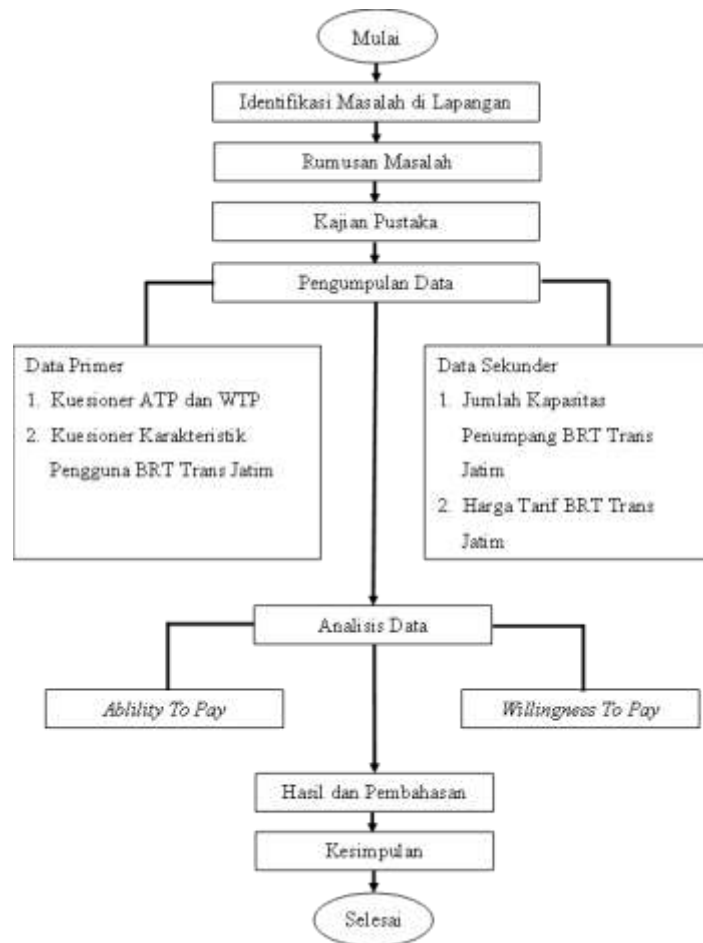 Mulai
Identifikasi Masalah di Lapangan
Rumusan Masalah
Kajian Pustaka
Pengumpulan Data
Data Primer
1. Kuesioner ATP dan WTP
2. Kuesioner Karakteristik
Pengguna BRT Trans Jatim
Data Sekunder
1. Jumlah Kapasitas
Penumpang BRT Trans
Jatim
2. Harga Tarif BRT Trans
Jatim
Analisis Data
Ablility To Pay
Willingness To Pay
Hasil dan Pembahasan
Kesimpulan
Selesai